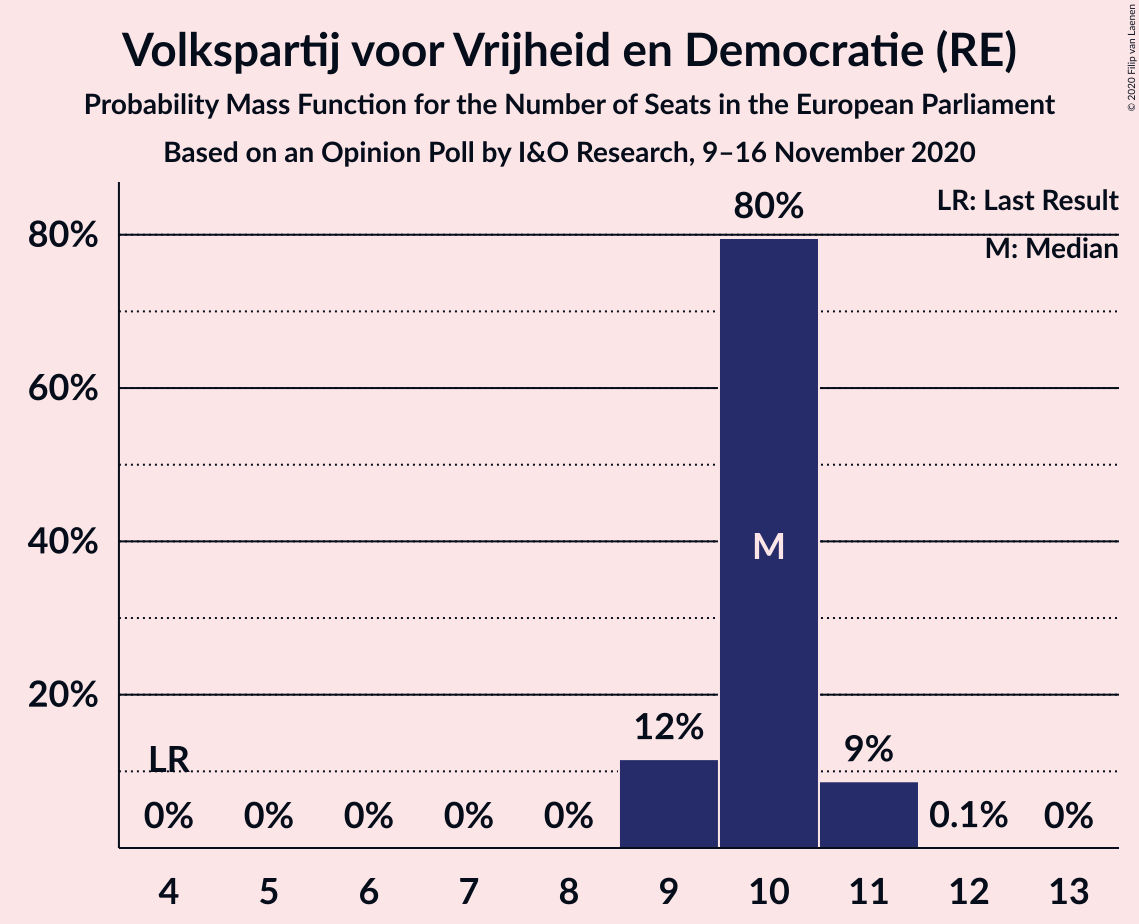 Volkspartij voor Vrijheid en Democratie (RE)
Probability Mass Function for the Number of Seats in the European Parliament
Based on an Opinion Poll by I&O Research, 9–16 November 2020
© 2020 Filip van Laenen
LR: Last Result
M: Median
80%
60%
40%
20%
LR
M
0% 0% 0% 0% 0% 12% 80% 9% 0.1% 0%
4 5 6 7 8 9 10 11 12 13